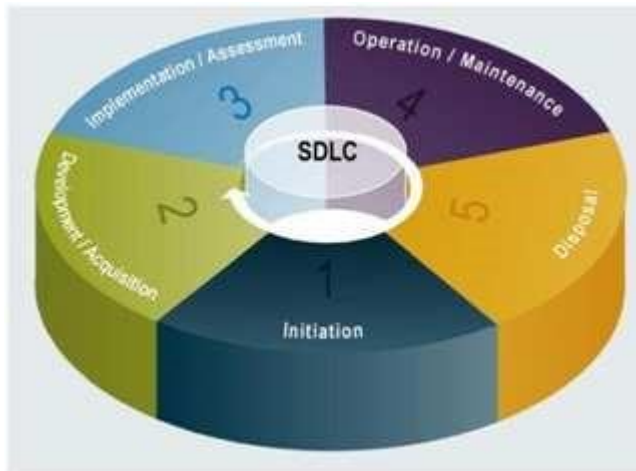 Implementation / Assessment
3
Operation / Maintenance
4
SDLC
Development / Acquisition
2
5
Disposal
1
Initiation